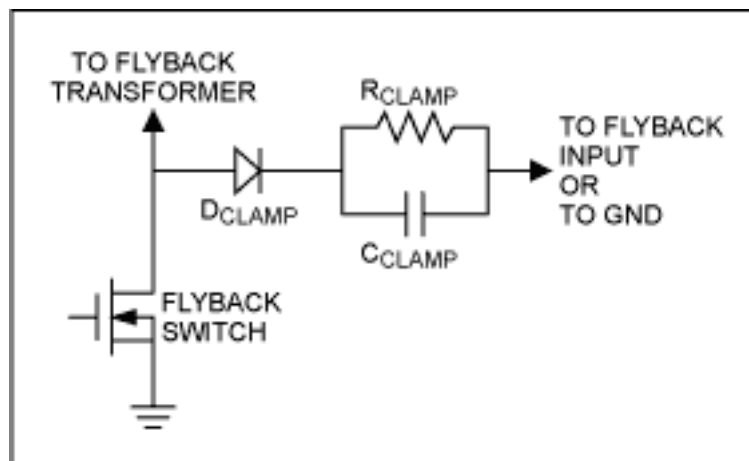 TO FLYBACK
TRANSFORMER
RCLAMP
TO FLYBACK
INPUT
OR
TO GND
DCLAMP
CCLAMP
FLYBACK
SWITCH